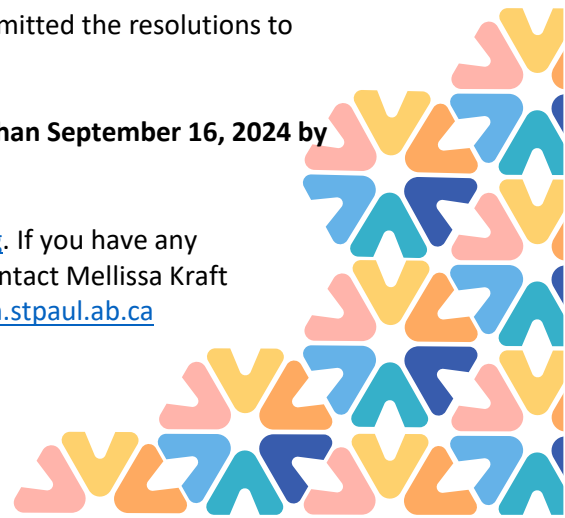 mitted the resolutions to
han September 16, 2024 by
. If you have any
ntact Mellissa Kraft
.stpaul.ab.ca